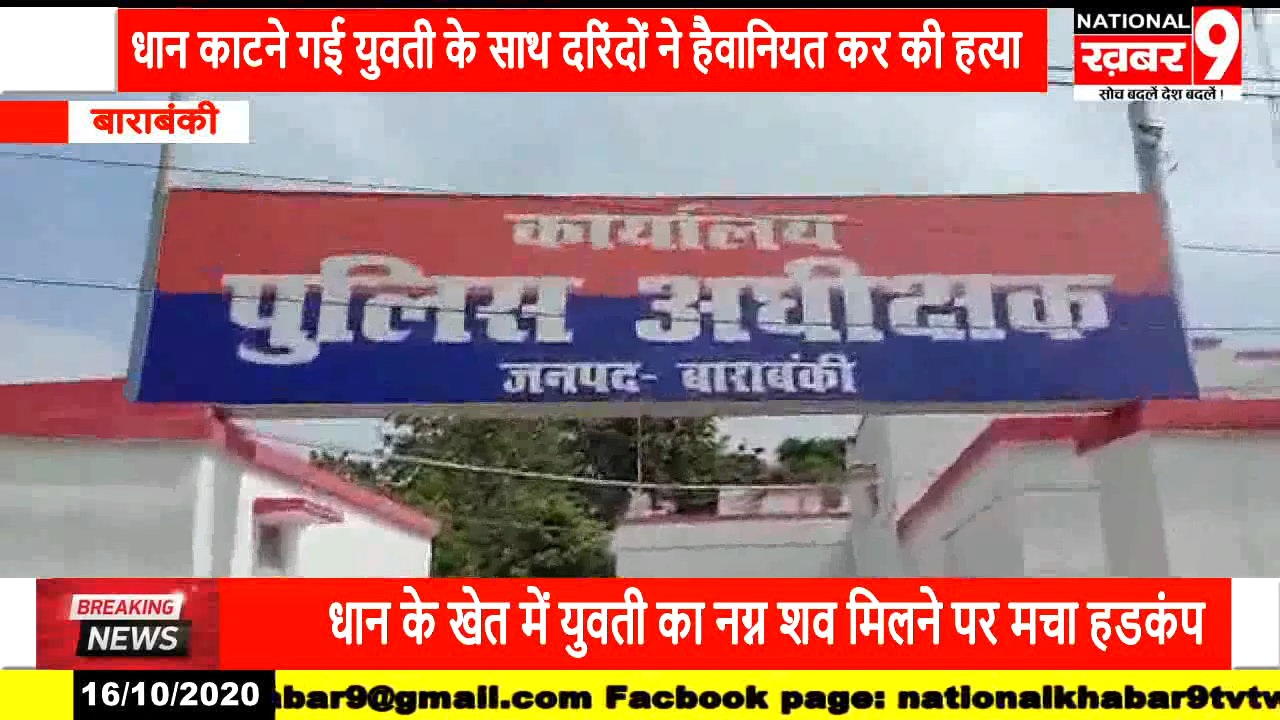 धान काटने गई युवती के साथ दरिंदों ने हैवानियत कर की हत्या
NATIONAL
ख़बर 9
सोच बदलें देश बदलें !
बाराबंकी
कार्यालय
पुलिस अधीक्षक
जनपद- बाराबंकी
BREAKING
NEWS
धान के खेत में युवती का नग्न शव मिलने पर मचा हडकंप
16/10/2020
abar9@gmail.com Facbook page: nationalkhabar9tvtv